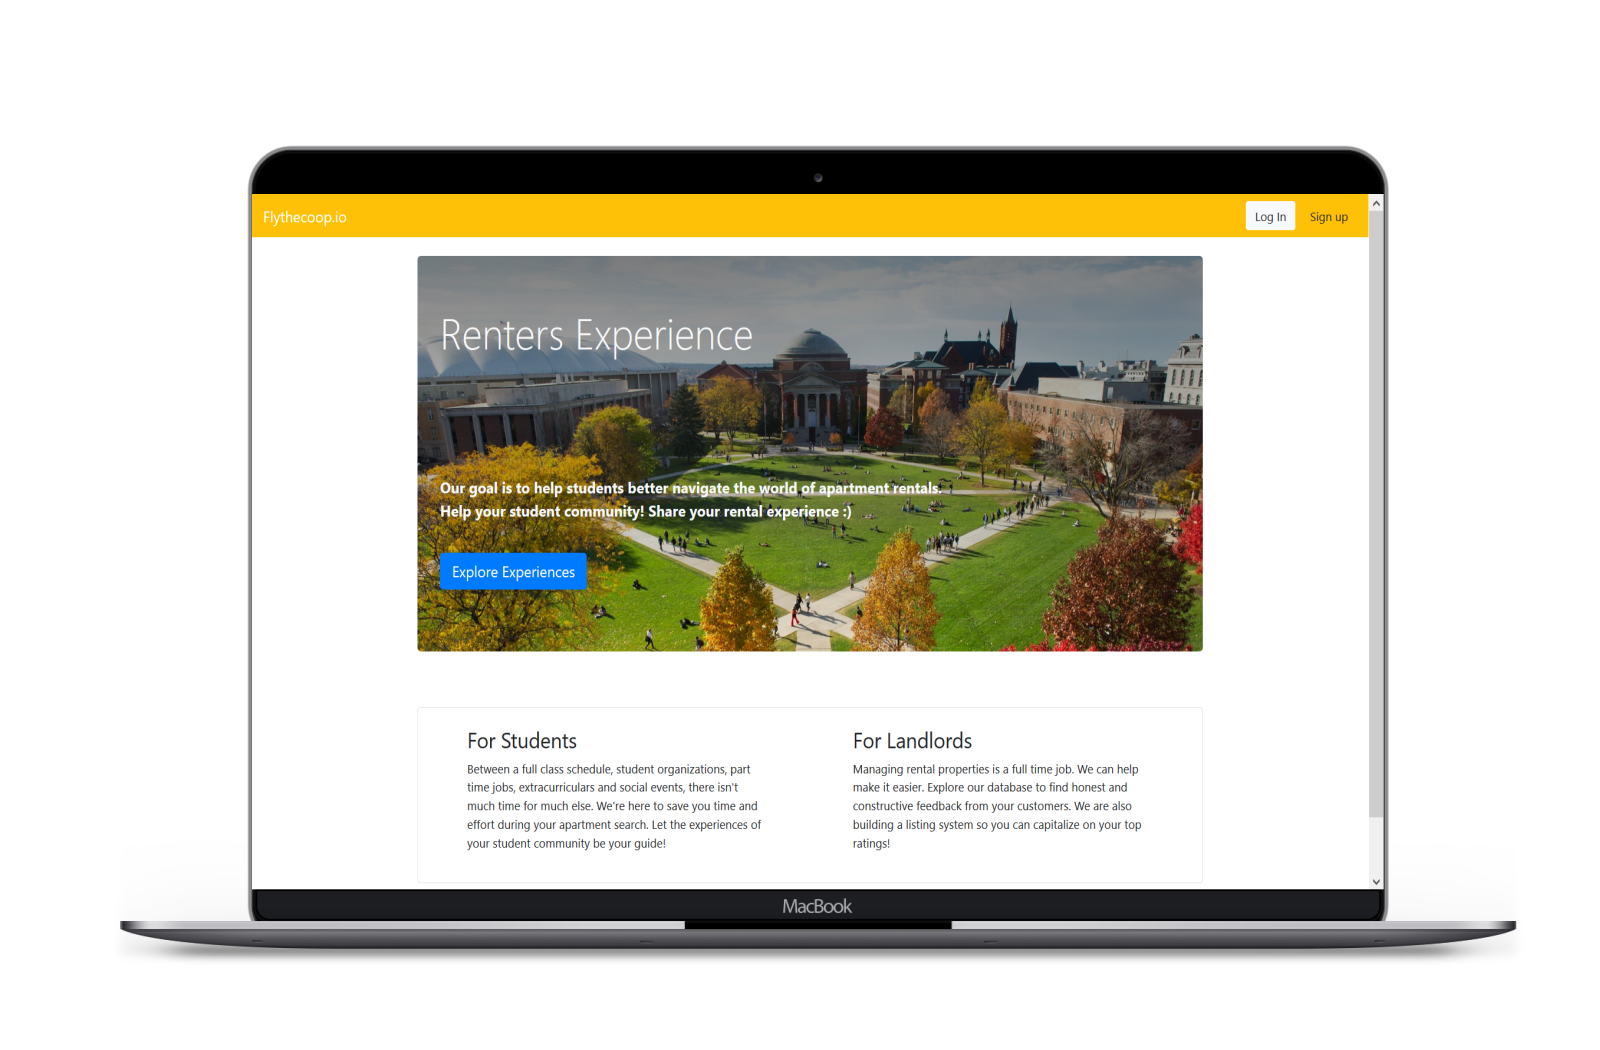 Flythecoop.io
Log In
Sign up
Renters Experience
Our goal is to help students better navigate the world of apartment rentals.
Help your student community! Share your rental experience :)
Explore Experiences
For Students
Between a full class schedule, student organizations, part
time jobs, extracurriculars and social events, there isn't
much time for much else. We're here to save you time and
effort during your apartment search. Let the experiences of
your student community be your guide!
For Landlords
Managing rental properties is a full time job. We can help
make it easier. Explore our database to find honest and
constructive feedback from your customers. We are also
building a listing system so you can capitalize on your top
ratings!
MacBook